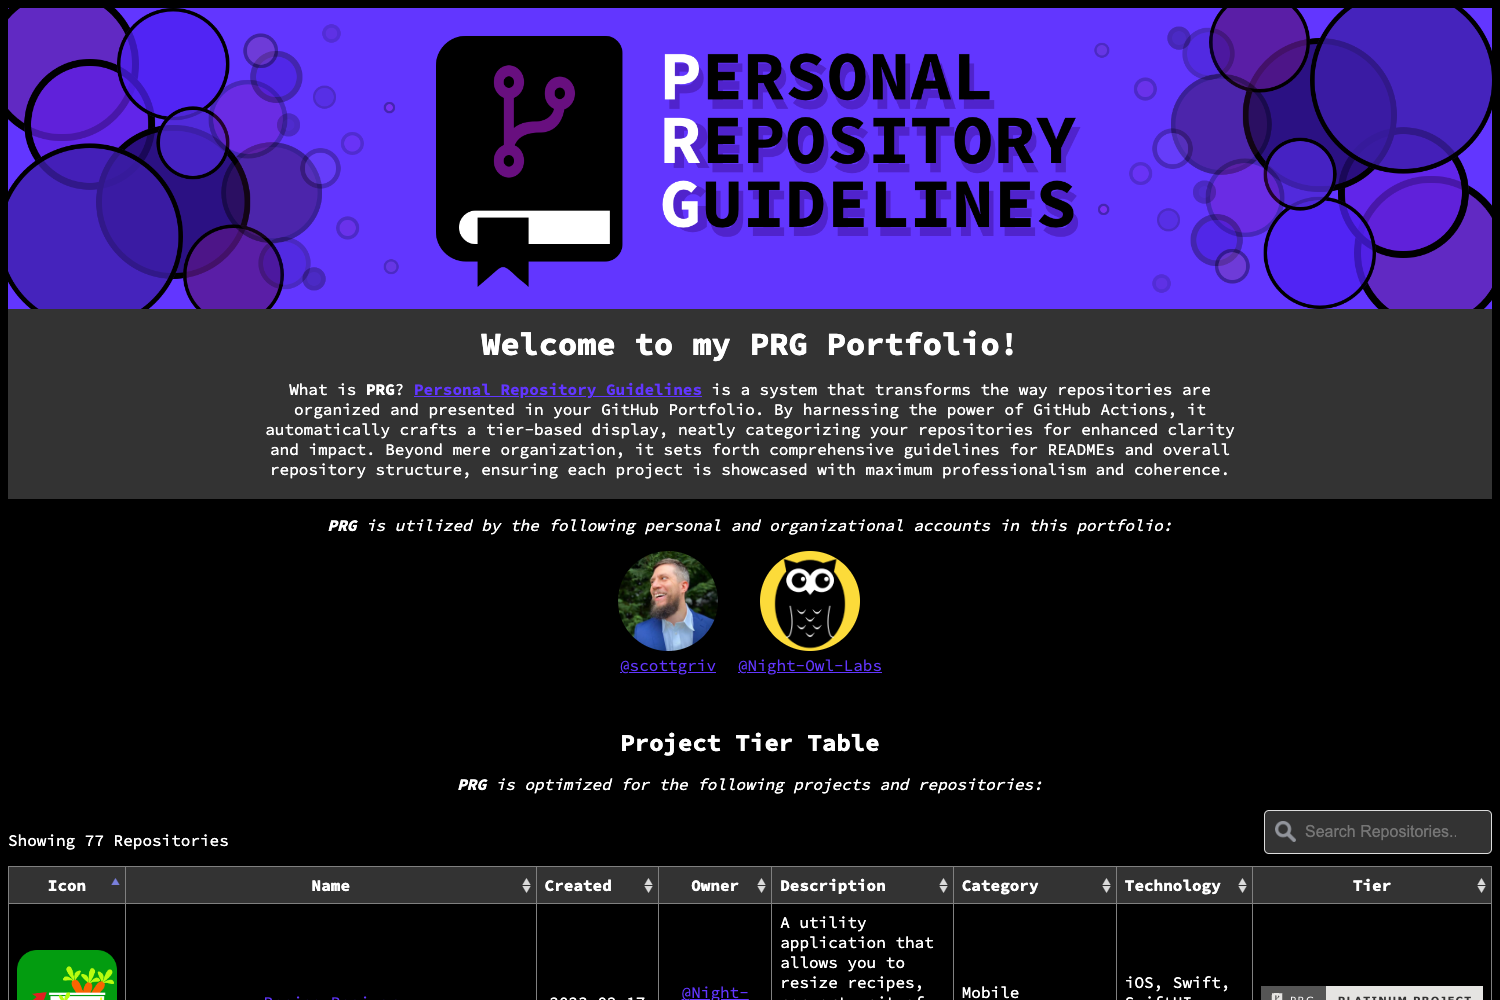 PERSONAL
REPOSITORY
GUIDELINES
Welcome to my PRG Portfolio!
What is PRG? Personal Repository Guidelines is a system that transforms the way repositories are
organized and presented in your GitHub Portfolio. By harnessing the power of GitHub Actions, it
automatically crafts a tier-based display, neatly categorizing your repositories for enhanced clarity
and impact. Beyond mere organization, it sets forth comprehensive guidelines for READMEs and overall
repository structure, ensuring each project is showcased with maximum professionalism and coherence.
PRG is utilized by the following personal and organizational accounts in this portfolio:
@scottgriv @Night-Owl-Labs
Project Tier Table
PRG is optimized for the following projects and repositories:
Search Repositories..
Showing 77 Repositories
Icon Name Created Owner Description Category Technology Tier
A utility
application that
allows you to
resize recipes,
@Night-
Mobile
iOS, Swift,
PRG PLATINUM PROJECT